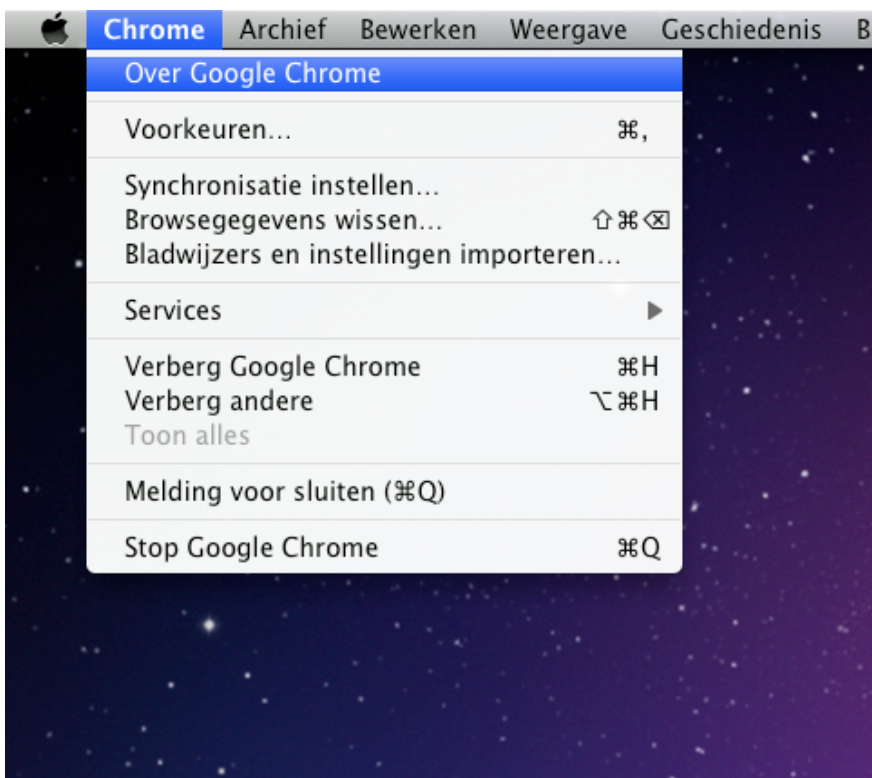 Chrome Archief Bewerken Weergave Geschiedenis B
Over Google Chrome
Voorkeuren... ⌘,
Synchronisatie instellen...
Browsegegevens wissen... ⇧⌘⌫
Bladwijzers en instellingen importeren...
Services ▶
Verberg Google Chrome ⌘H
Verberg andere ⌥⌘H
Toon alles
Melding voor sluiten (⌘Q)
Stop Google Chrome ⌘Q